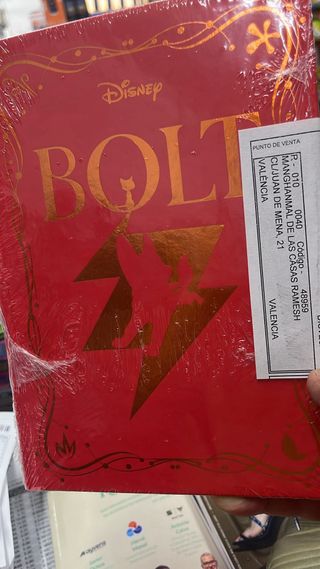 Disney
BOLT
PUNTO DE VENTA
P.- 010 0040 Código - 48959
MANGHANMAL DE LAS CASAS RAMESH
CL/JUAN DE MENA, 21
VALENCIA VALENCIA